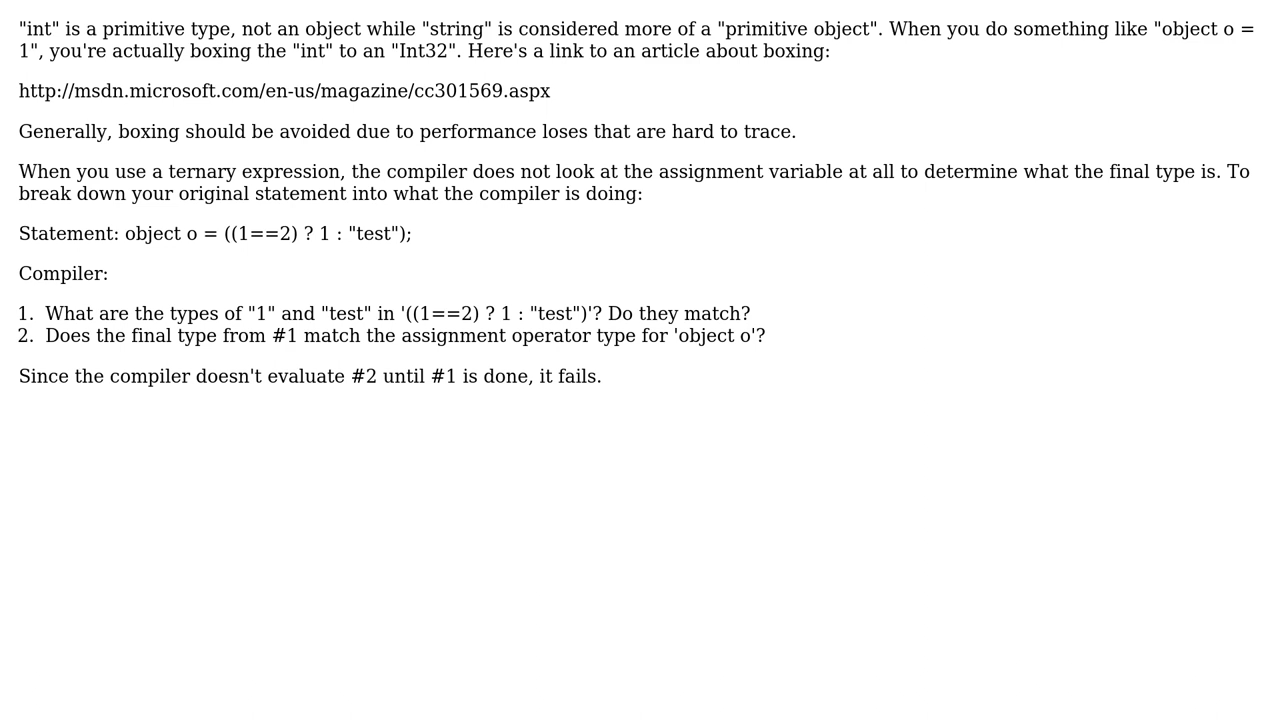 "int" is a primitive type, not an object while "string" is considered more of a "primitive object". When you do something like "object o =
1", you're actually boxing the "int" to an "Int32". Here's a link to an article about boxing:
http://msdn.microsoft.com/en-us/magazine/cc301569.aspx
Generally, boxing should be avoided due to performance loses that are hard to trace.
When you use a ternary expression, the compiler does not look at the assignment variable at all to determine what the final type is. To
break down your original statement into what the compiler is doing:
Statement: object o = ((1==2) ? 1 : "test");
Compiler:
1. What are the types of "1" and "test" in '((1==2) ? 1 : "test")'? Do they match?
2. Does the final type from #1 match the assignment operator type for 'object o'?
Since the compiler doesn't evaluate #2 until #1 is done, it fails.